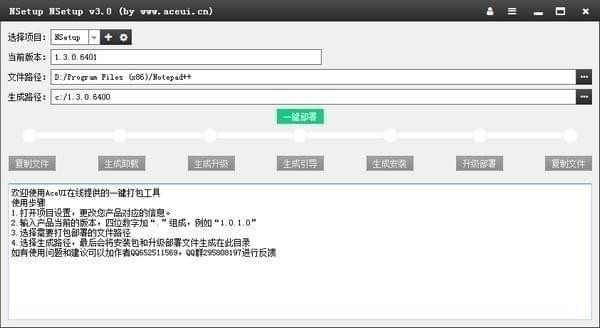 NSetup NSetup v3.0 (by www.aceui.cn)
选择项目： NSetup
当前版本： 1.3.0.6401
文件路径： D:/Program Files (x86)/Notepad++
生成路径： c:/1.3.0.6400
一键部署
复制文件 生成卸载 生成升级 生成引导 生成安装 升级部署 复制文件
欢迎使用AceUI在线提供的一键打包工具
使用步骤
1.打开项目设置，更改您产品对应的信息。
2.输入产品当前的版本，四位数字加“.”组成，例如“1.0.1.0”
3.选择需要打包部署的文件路径
4.选择生成路径，最后会将安装包和升级部署文件生成在此目录
如有使用问题和建议可以加作者QQ652511569，QQ群295808197进行反馈